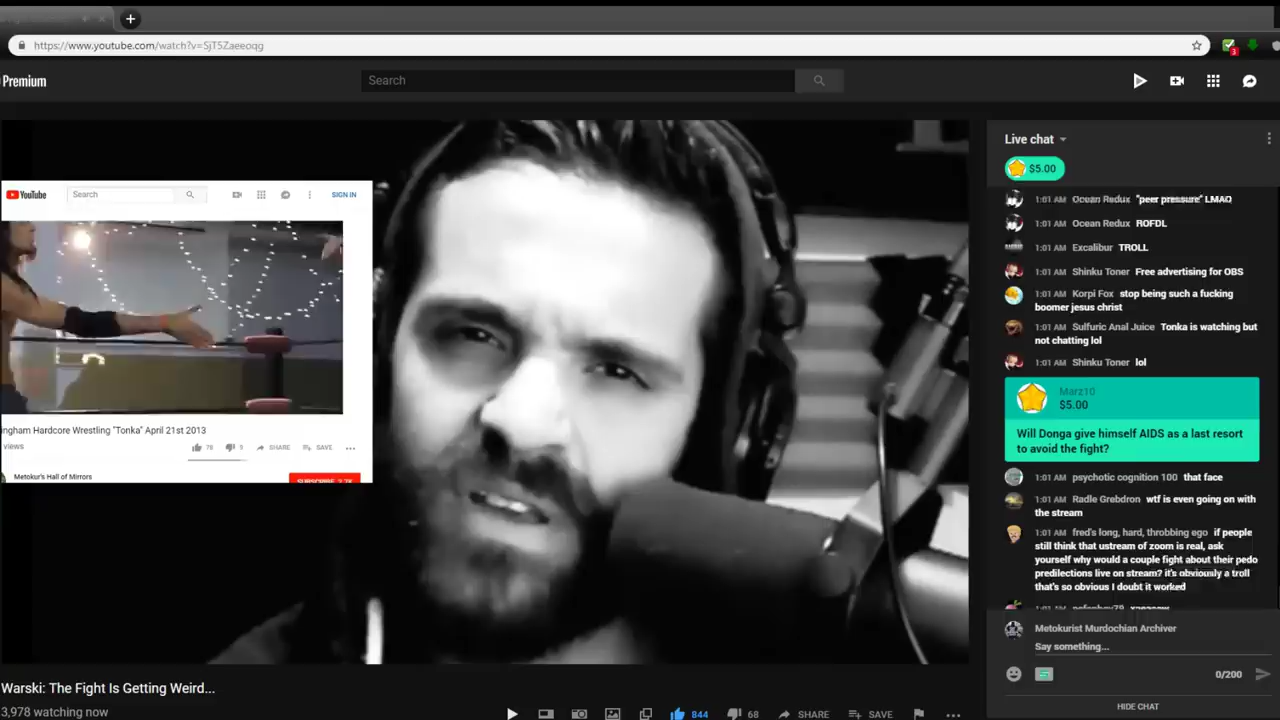 https://www.youtube.com/watch?v=SjT5Zaeeoqg
3
Premium
Search
Live chat
$5.00
YouTube
Search
SIGN IN
ingham Hardcore Wrestling "Tonka" April 21st 2013
views
78
5
SHARE
SAVE
Metokur's Hall of Mirrors
SUBSCRIBE 2.7K
1:01 AM Ocean Redux "peer pressure" LMAO
1:01 AM Ocean Redux ROFDL
1:01 AM Excalibur TROLL
1:01 AM Shinku Toner Free advertising for OBS
1:01 AM Korpi Fox stop being such a fucking
boomer jesus christ
1:01 AM Sulfuric Anal Juice Tonka is watching but
not chatting lol
1:01 AM Shinku Toner lol
Marz10
$5.00
Will Donga give himself AIDS as a last resort
to avoid the fight?
1:01 AM psychotic cognition 100 that face
1:01 AM Radle Grebdron wtf is even going on with
the stream
1:01 AM fred's long, hard, throbbing ego if people
still think that ustream of zoom is real, ask
yourself why would a couple fight about their pedo
predilections live on stream? it's obviously a troll
that's so obvious I doubt it worked
Metokurist Murdochian Archiver
Say something...
0/200
HIDE CHAT
Warski: The Fight Is Getting Weird...
3,978 watching now
844
68
SHARE
SAVE